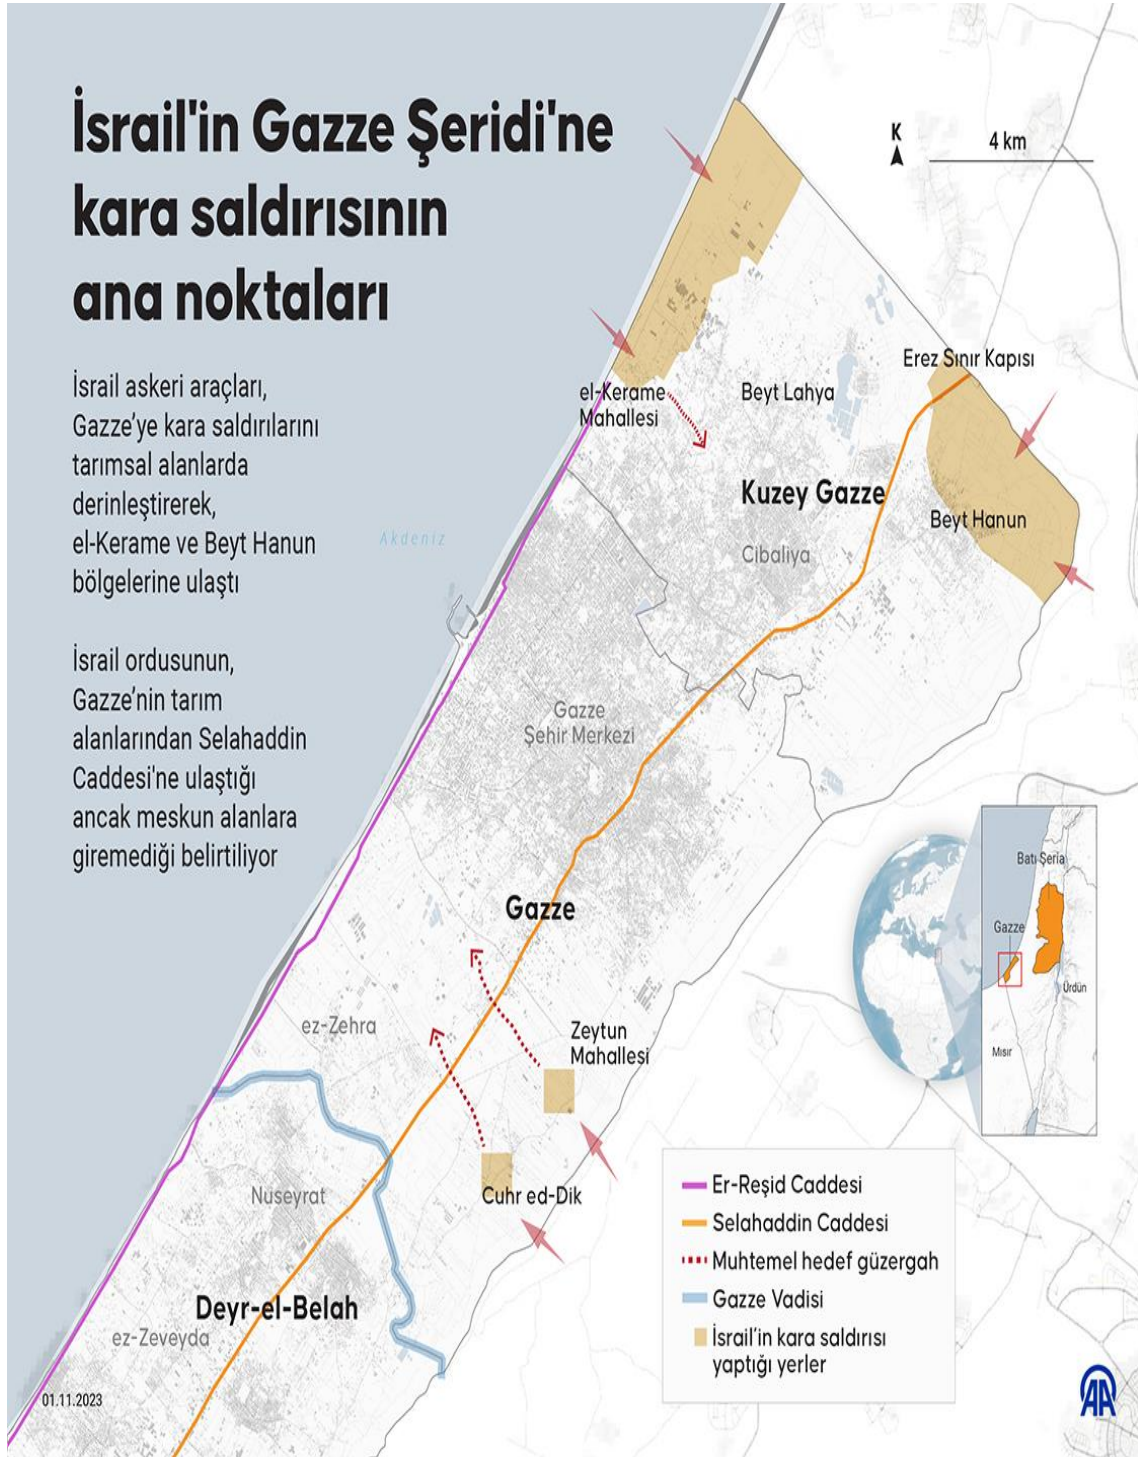 İsrail'in Gazze Şeridi'ne
kara saldırısının
ana noktaları
İsrail askeri araçları,
Gazze'ye kara saldırılarını
tarımsal alanlarda
derinleştirerek,
el-Kerame ve Beyt Hanun
bölgelerine ulaştı
İsrail ordusunun,
Gazze'nin tarım
alanlarından Selahaddin
Caddesi'ne ulaştığı
ancak meskun alanlara
giremediği belirtiliyor
K
4 km
Erez Sınır Kapısı
el-Kerame
Mahallesi
Beyt Lahya
Kuzey Gazze
Beyt Hanun
Akdeniz
Cibaliya
Gazze
Şehir Merkezi
Gazze
ez-Zehra
Zeytun
Mahallesi
Nuseyrat
Cuhr ed-Dik
Deyr-el-Belah
ez-Zeveyda
01.11.2023
Batı Şeria
Gazze
Ürdün
Mısır
Er-Reşid Caddesi
Selahaddin Caddesi
Muhtemel hedef güzergah
Gazze Vadisi
İsrail'in kara saldırısı
yaptığı yerler
AA